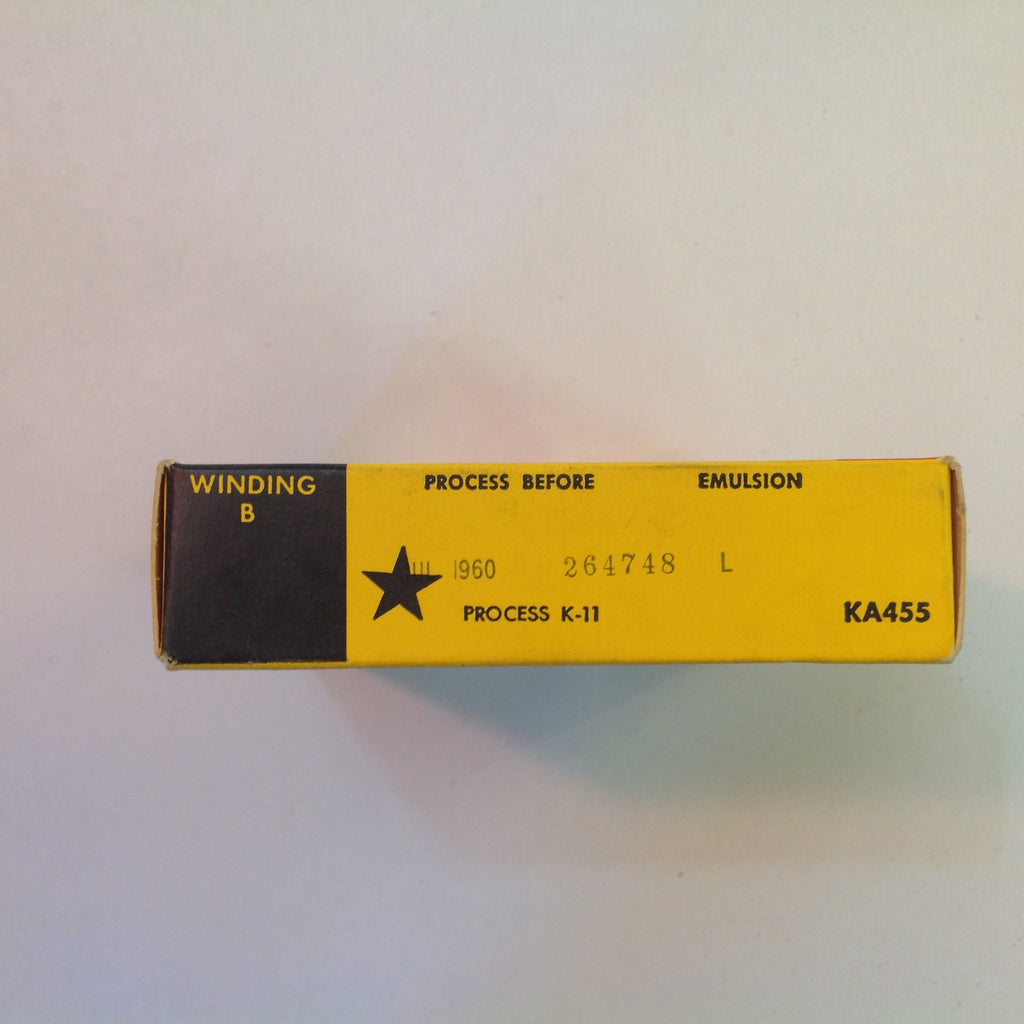 WINDING
B
PROCESS BEFORE
EMULSION
1960
264748 L
PROCESS K-11
KA455